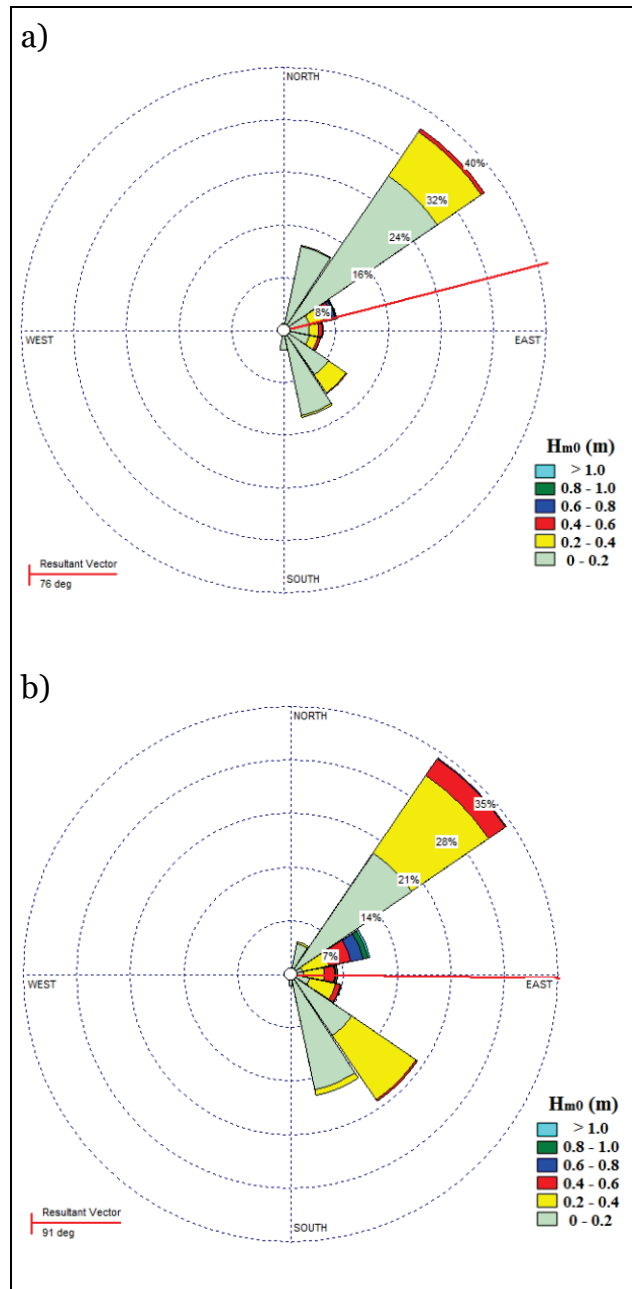 a)
NORTH
40%
32%
24%
16%
8%
WEST
EAST
Hm0 (m)
> 1.0
0.8 - 1.0
0.6 - 0.8
0.4 - 0.6
0.2 - 0.4
0 - 0.2
Resultant Vector
76 deg
SOUTH
b)
NORTH
35%
28%
21%
14%
7%
WEST
EAST
Hm0 (m)
> 1.0
0.8 - 1.0
0.6 - 0.8
0.4 - 0.6
0.2 - 0.4
0 - 0.2
Resultant Vector
91 deg
SOUTH